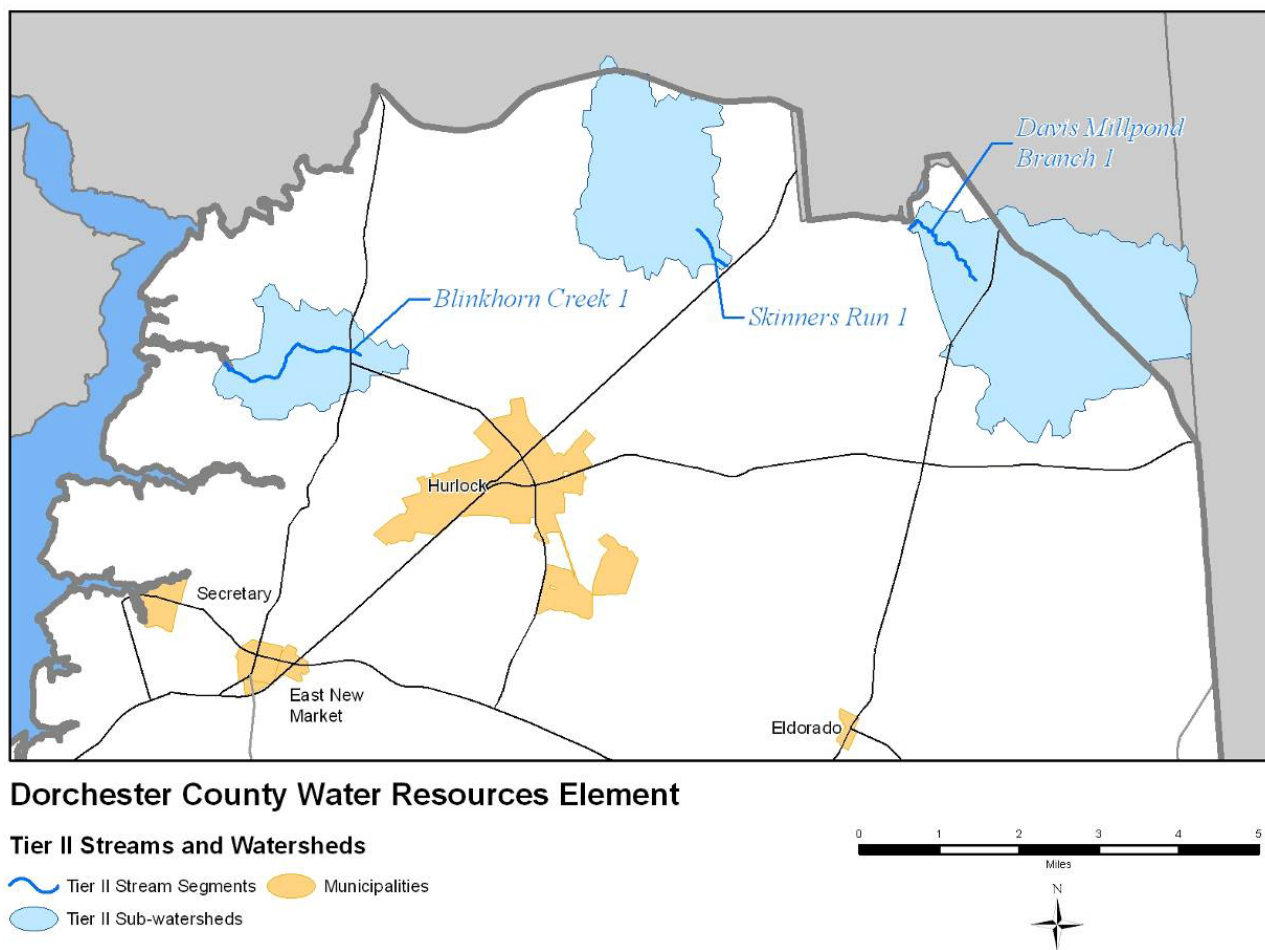 Davis Millpond
Branch 1
Blinkhorn Creek 1
Skinners Run 1
Hurlock
Secretary
East New
Market
Eldorado
Dorchester County Water Resources Element
Tier II Streams and Watersheds
Tier II Stream Segments
Municipalities
Tier II Sub-watersheds
0 1 2 3 4 5
Miles
N